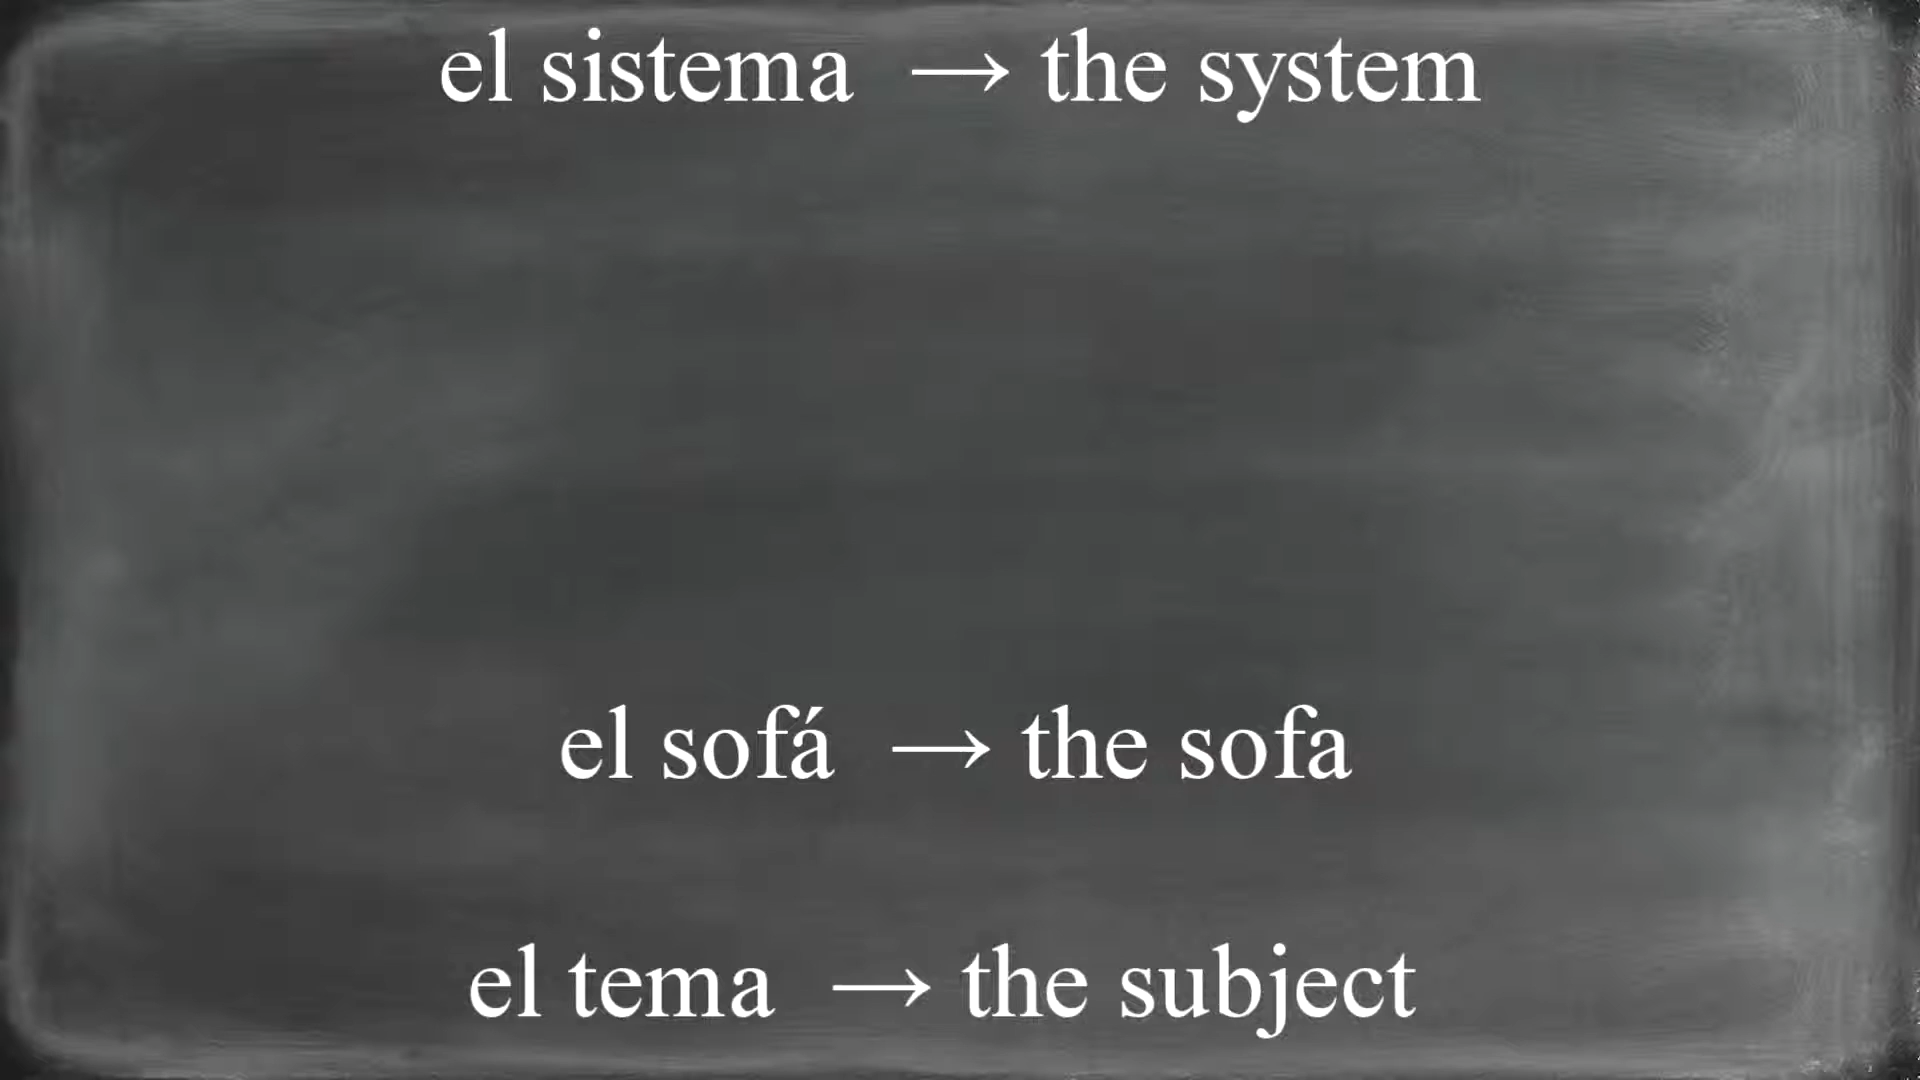 el sistema → the system
el sofá → the sofa
el tema → the subject